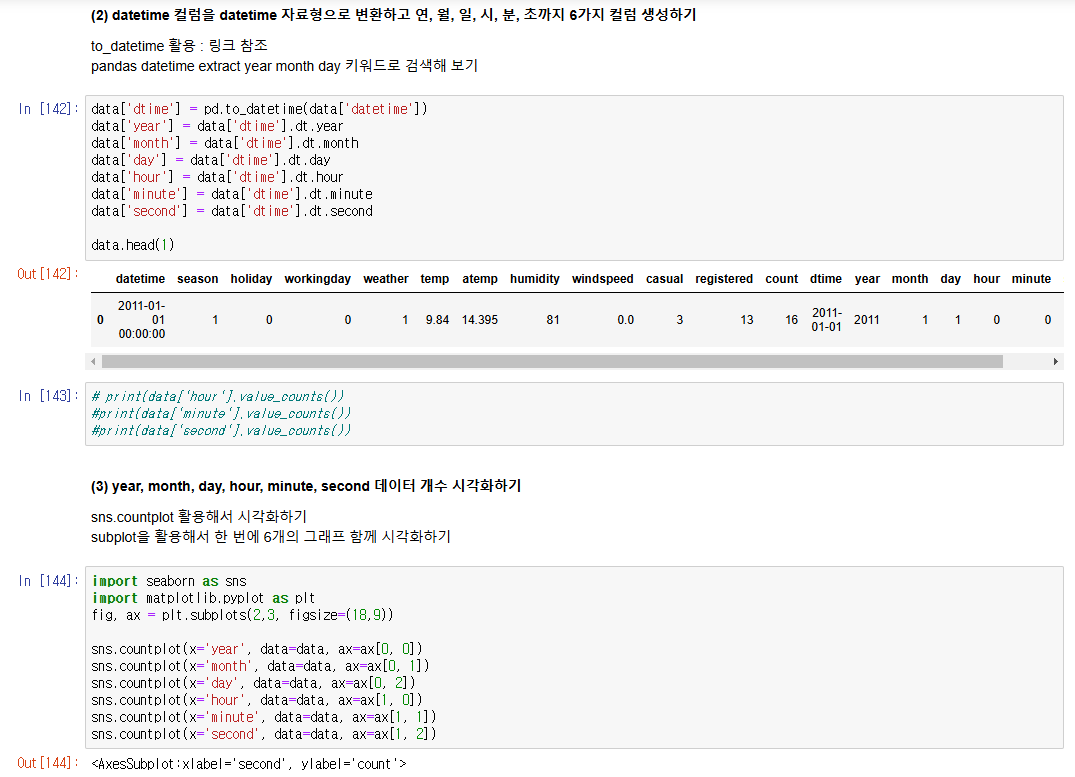 (2) datetime 컬럼을 datetime 자료형으로 변환하고 연, 월, 일, 시, 분, 초까지 6가지 컬럼 생성하기
to_datetime 활용 : 링크 참조
pandas datetime extract year month day 키워드로 검색해 보기
In [142]:
data['dtime'] = pd.to_datetime(data['datetime'])
data['year'] = data['dtime'].dt.year
data['month'] = data['dtime'].dt.month
data['day'] = data['dtime'].dt.day
data['hour'] = data['dtime'].dt.hour
data['minute'] = data['dtime'].dt.minute
data['second'] = data['dtime'].dt.second
data.head(1)
Out[142]:
datetime season holiday workingday weather temp atemp humidity windspeed casual registered count dtime year month day hour minute
0 2011-01-01 00:00:00 1 0 0 1 9.84 14.395 81 0.0 3 13 16 2011-01-01 2011 1 1 0 0
In [143]:
# print(data['hour'].value_counts())
#print(data['minute'].value_counts())
#print(data['second'].value_counts())
(3) year, month, day, hour, minute, second 데이터 개수 시각화하기
sns.countplot 활용해서 시각화하기
subplot을 활용해서 한 번에 6개의 그래프 함께 시각화하기
In [144]:
import seaborn as sns
import matplotlib.pyplot as plt
fig, ax = plt.subplots(2,3, figsize=(18,9))
sns.countplot(x='year', data=data, ax=ax[0, 0])
sns.countplot(x='month', data=data, ax=ax[0, 1])
sns.countplot(x='day', data=data, ax=ax[0, 2])
sns.countplot(x='hour', data=data, ax=ax[1, 0])
sns.countplot(x='minute', data=data, ax=ax[1, 1])
sns.countplot(x='second', data=data, ax=ax[1, 2])
Out[144]:
<AxesSubplot:xlabel='second', ylabel='count'>